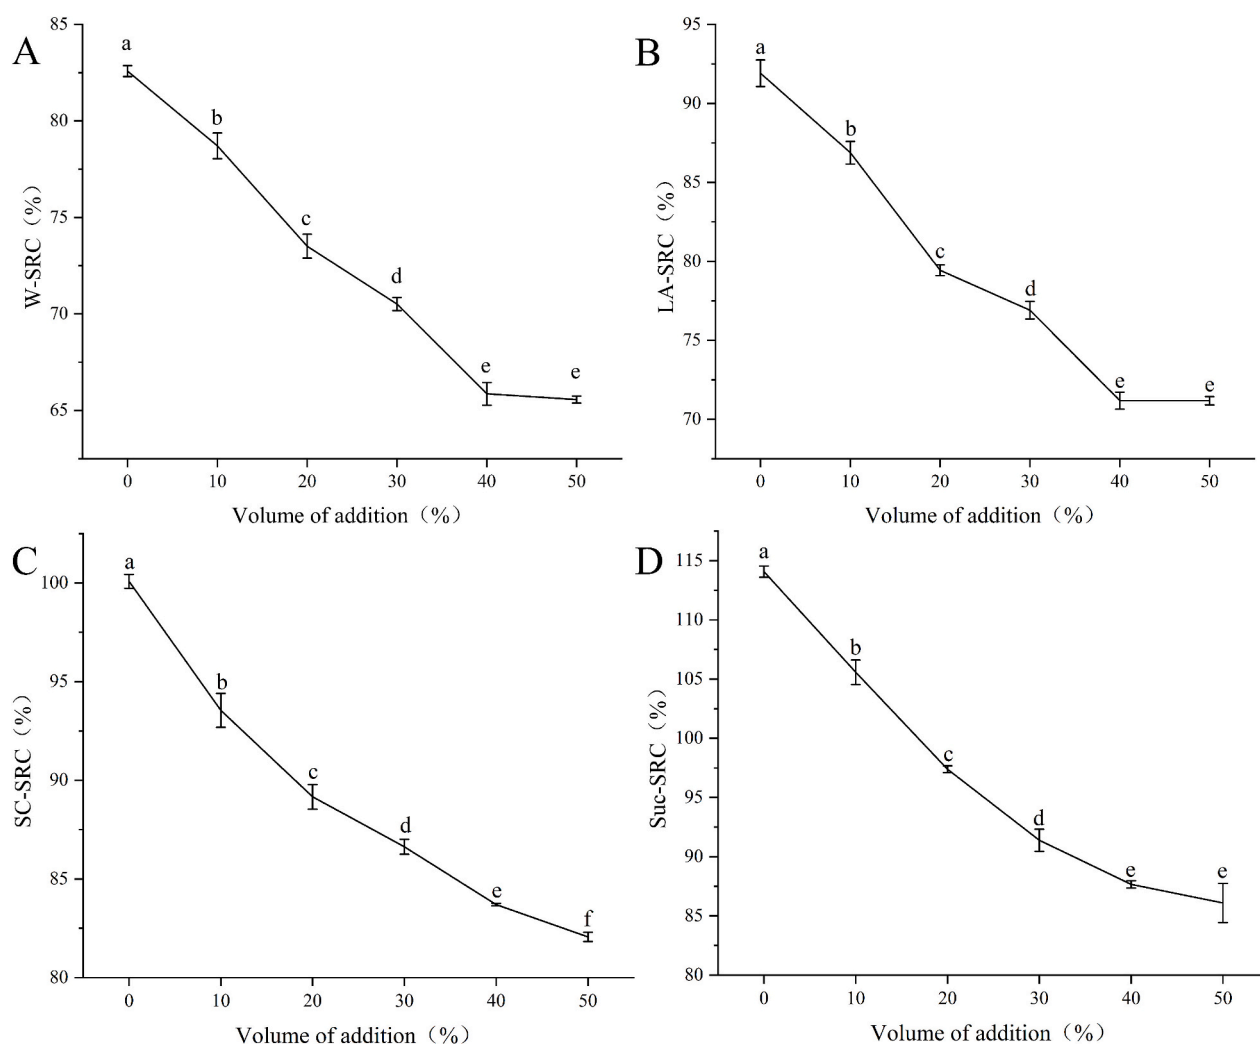 A
W-SRC（%）
85
80
75
70
65
a
b
c
d
e
e
0 10 20 30 40 50
Volume of addition（%）
B
LA-SRC（%）
95
90
85
80
75
70
a
b
c
d
e
e
0 10 20 30 40 50
Volume of addition（%）
C
SC-SRC（%）
100
95
90
85
80
a
b
c
d
e
f
0 10 20 30 40 50
Volume of addition（%）
D
Suc-SRC（%）
115
110
105
100
95
90
85
80
a
b
c
d
e
e
0 10 20 30 40 50
Volume of addition（%）